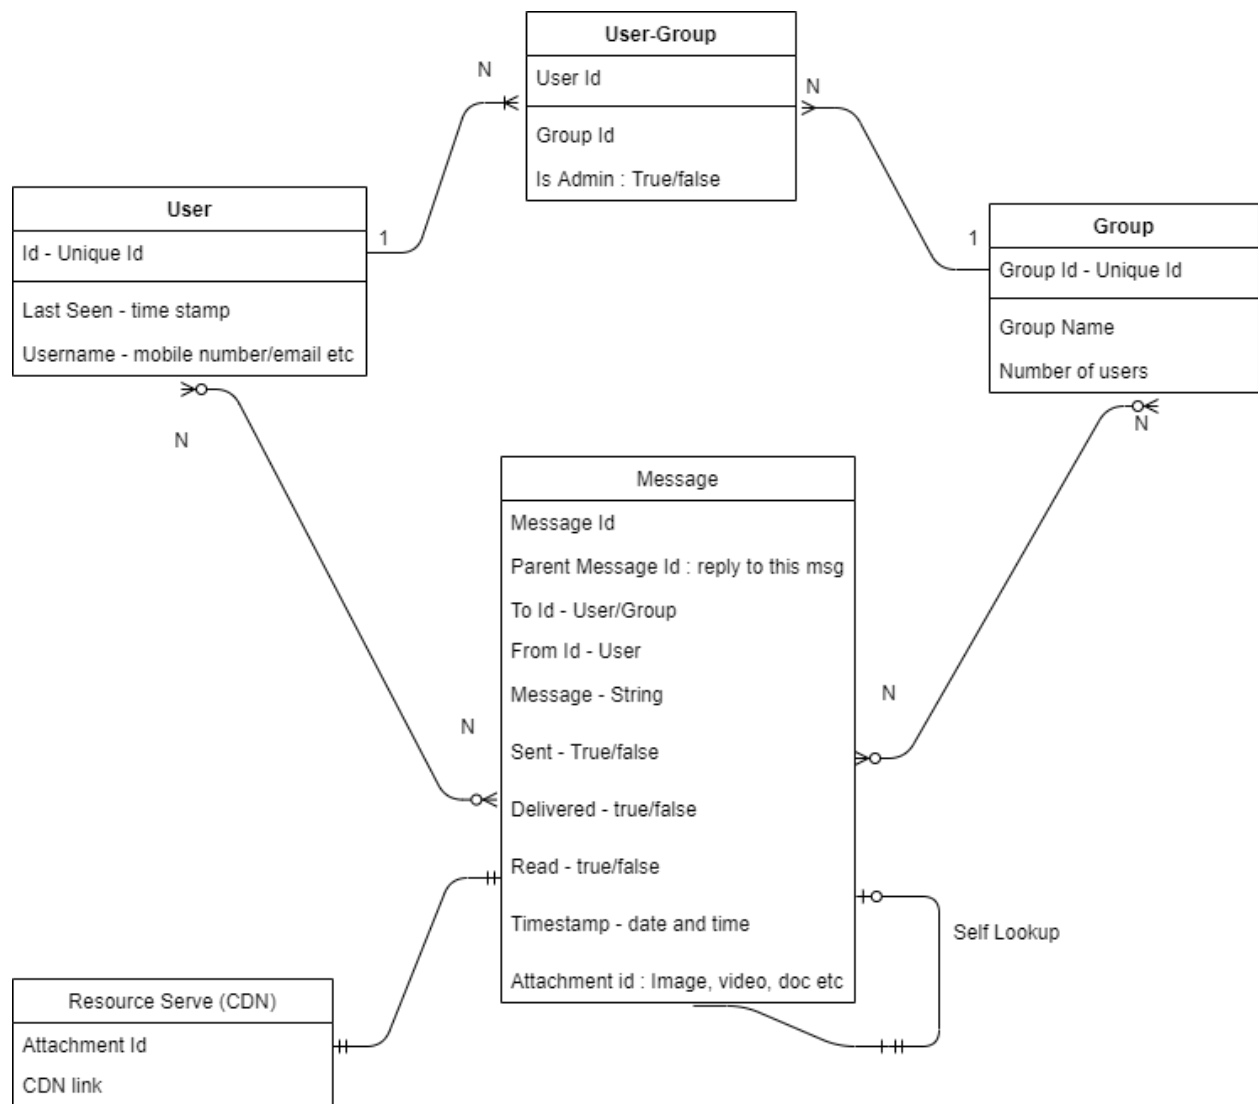 User-Group
User Id
Group Id
Is Admin : True/false
N
N
User
Id - Unique Id
Last Seen - time stamp
Username - mobile number/email etc
1
1
Group
Group Id - Unique Id
Group Name
Number of users
N
N
Message
Message Id
Parent Message Id : reply to this msg
To Id - User/Group
From Id - User
Message - String
Sent - True/false
Delivered - true/false
Read - true/false
Timestamp - date and time
Attachment id : Image, video, doc etc
N
N
Self Lookup
Resource Serve (CDN)
Attachment Id
CDN link